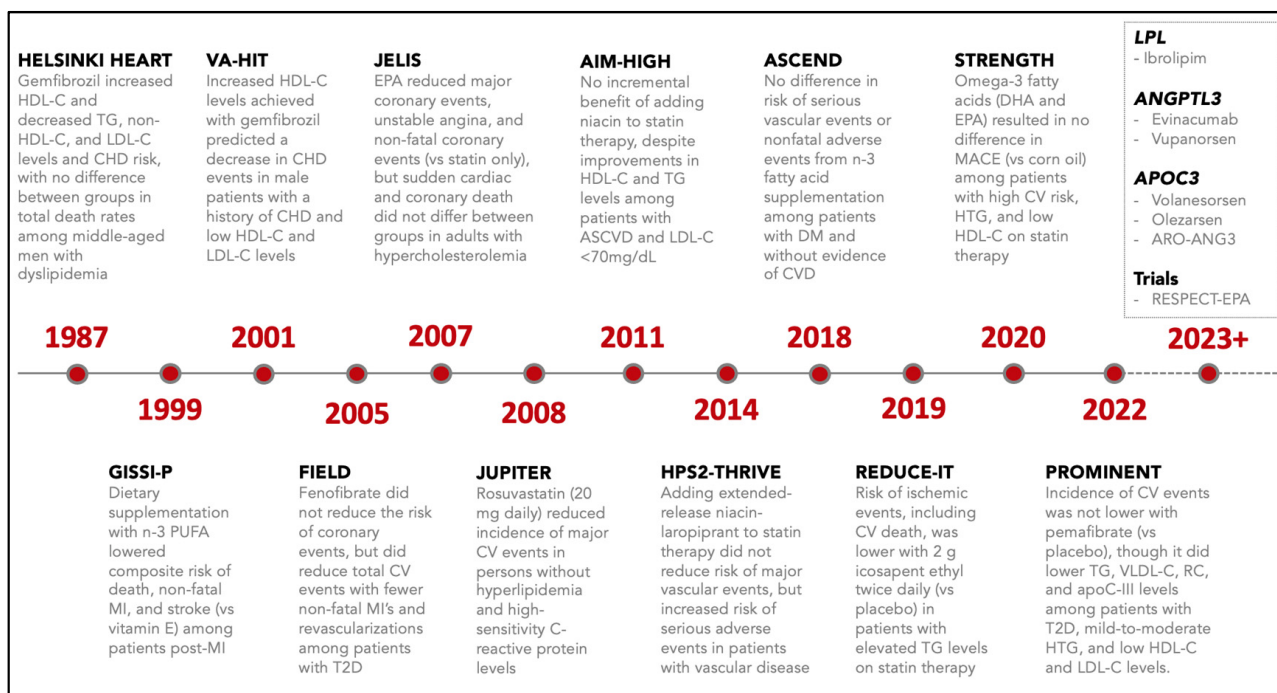 HELSINKI HEART
Gemfibrozil increased
HDL-C and
decreased TG, non-
HDL-C, and LDL-C
levels and CHD risk,
with no difference
between groups in
total death rates
among middle-aged
men with
dyslipidemia
VA-HIT
Increased HDL-C
levels achieved
with gemfibrozil
predicted a
decrease in CHD
events in male
patients with a
history of CHD and
low HDL-C and
LDL-C levels
JELIS
EPA reduced major
coronary events,
unstable angina, and
non-fatal coronary
events (vs statin only),
but sudden cardiac
and coronary death
did not differ between
groups in adults with
hypercholesterolemia
AIM-HIGH
No incremental
benefit of adding
niacin to statin
therapy, despite
improvements in
HDL-C and TG
levels among
patients with
ASCVD and LDL-C
<70mg/dL
ASCEND
No difference in
risk of serious
vascular events or
nonfatal adverse
events from n-3
fatty acid
supplementation
among patients
with DM and
without evidence
of CVD
STRENGTH
Omega-3 fatty
acids (DHA and
EPA) resulted in no
difference in
MACE (vs corn oil)
among patients
with high CV risk,
HTG, and low
HDL-C on statin
therapy
LPL
- Ibrolipim
ANGPTL3
- Evinacumab
- Vupanorsen
APOC3
- Volanesorsen
- Olezarsen
- ARO-ANG3
Trials
- RESPECT-EPA
1987
2001
2007
2011
2018
2020
2023+
1999
2005
2008
2014
2019
2022
GISSI-P
Dietary
supplementation
with n-3 PUFA
lowered
composite risk of
death, non-fatal
MI, and stroke (vs
vitamin E) among
patients post-MI
FIELD
Fenofibrate did
not reduce the risk
of coronary
events, but did
reduce total CV
events with fewer
non-fatal MI's and
revascularizations
among patients
with T2D
JUPITER
Rosuvastatin (20
mg daily) reduced
incidence of major
CV events in
persons without
hyperlipidemia
and high-
sensitivity C-
reactive protein
levels
HPS2-THRIVE
Adding extended-
release niacin-
laropiprant to statin
therapy did not
reduce risk of major
vascular events, but
increased risk of
serious adverse
events in patients
with vascular disease
REDUCE-IT
Risk of ischemic
events, including
CV death, was
lower with 2 g
icosapent ethyl
twice daily (vs
placebo) in
patients with
elevated TG levels
on statin therapy
PROMINENT
Incidence of CV events
was not lower with
pemafibrate (vs
placebo), though it did
lower TG, VLDL-C, RC,
and apoC-III levels
among patients with
T2D, mild-to-moderate
HTG, and low HDL-C
and LDL-C levels.